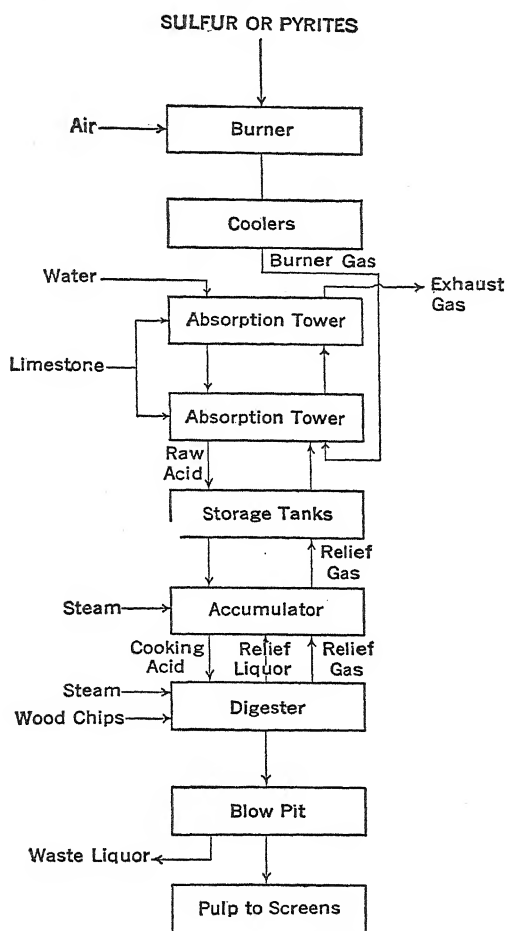 SULFUR OR PYRITES
Air
Burner
Coolers
Burner Gas
Water
Exhaust
Gas
Absorption Tower
Limestone
Absorption Tower
Raw
Acid
Storage Tanks
Relief
Gas
Steam
Accumulator
Cooking
Acid
Relief
Liquor
Relief
Gas
Steam
Wood Chips
Digester
Blow Pit
Waste Liquor
Pulp to Screens